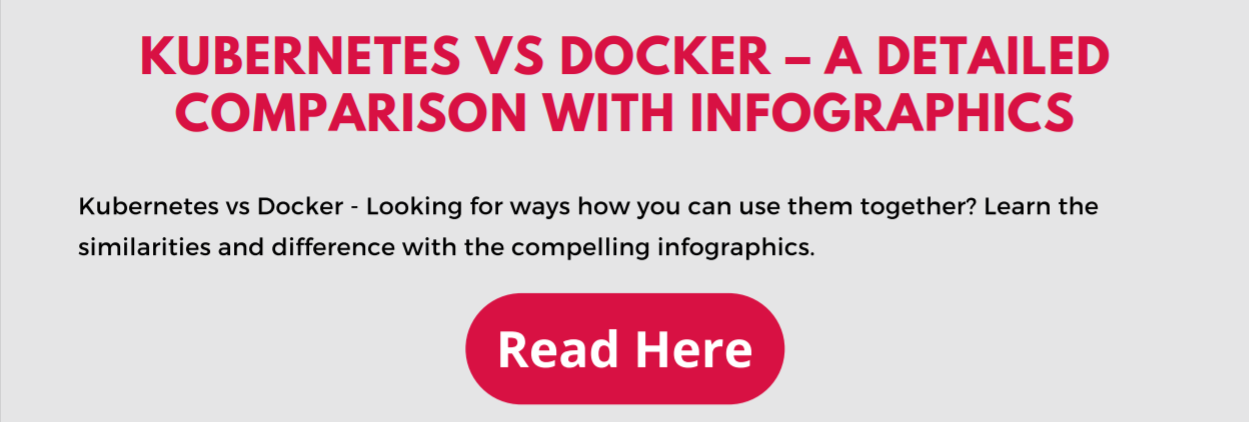 KUBERNETES VS DOCKER – A DETAILED
COMPARISON WITH INFOGRAPHICS
Kubernetes vs Docker - Looking for ways how you can use them together? Learn the
similarities and difference with the compelling infographics.
Read Here